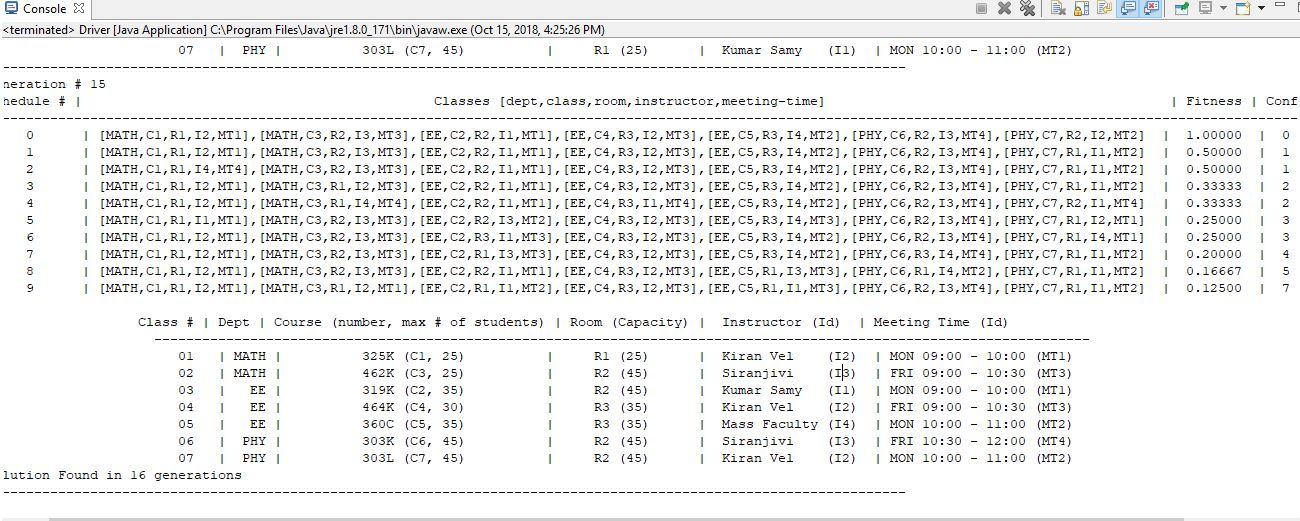 Console
<terminated> Driver [Java Application] C:\Program Files\Java\jre1.8.0_171\bin\javaw.exe (Oct 15, 2018, 4:25:26 PM)
07 | PHY | 303L (C7, 45) | R1 (25) | Kumar Samy (I1) | MON 10:00 - 11:00 (MT2)
-----------------------------------------------------------------------------------------------------------------
neration # 15
hedule # | Classes [dept,class,room,instructor,meeting-time] | Fitness | Conf
-----------------------------------------------------------------------------------------------------------------
0 | [MATH,C1,R1,I2,MT1],[MATH,C3,R2,I3,MT3],[EE,C2,R2,I1,MT1],[EE,C4,R3,I2,MT3],[EE,C5,R3,I4,MT2],[PHY,C6,R2,I3,MT4],[PHY,C7,R2,I2,MT2] | 1.00000 | 0
1 | [MATH,C1,R1,I2,MT1],[MATH,C3,R2,I3,MT3],[EE,C2,R2,I1,MT1],[EE,C4,R3,I2,MT3],[EE,C5,R3,I4,MT2],[PHY,C6,R2,I3,MT4],[PHY,C7,R1,I1,MT2] | 0.50000 | 1
2 | [MATH,C1,R1,I4,MT4],[MATH,C3,R2,I3,MT3],[EE,C2,R2,I1,MT1],[EE,C4,R3,I2,MT3],[EE,C5,R3,I4,MT2],[PHY,C6,R2,I3,MT4],[PHY,C7,R1,I1,MT2] | 0.50000 | 1
3 | [MATH,C1,R1,I2,MT1],[MATH,C3,R1,I2,MT3],[EE,C2,R2,I1,MT1],[EE,C4,R3,I2,MT3],[EE,C5,R3,I4,MT2],[PHY,C6,R2,I3,MT4],[PHY,C7,R1,I1,MT2] | 0.33333 | 2
4 | [MATH,C1,R1,I2,MT1],[MATH,C3,R1,I4,MT4],[EE,C2,R2,I1,MT1],[EE,C4,R3,I1,MT4],[EE,C5,R3,I4,MT2],[PHY,C6,R2,I3,MT4],[PHY,C7,R1,I1,MT2] | 0.33333 | 2
5 | [MATH,C1,R1,I1,MT1],[MATH,C3,R2,I4,MT3],[EE,C2,R2,I3,MT2],[EE,C4,R3,I2,MT3],[EE,C5,R3,I4,MT2],[PHY,C6,R2,I3,MT4],[PHY,C7,R1,I2,MT1] | 0.25000 | 3
6 | [MATH,C1,R1,I2,MT1],[MATH,C3,R2,I3,MT3],[EE,C2,R3,I1,MT3],[EE,C4,R3,I2,MT3],[EE,C5,R3,I4,MT2],[PHY,C6,R2,I3,MT4],[PHY,C7,R1,I4,MT1] | 0.25000 | 3
7 | [MATH,C1,R1,I2,MT1],[MATH,C3,R2,I3,MT3],[EE,C2,R1,I3,MT3],[EE,C4,R3,I2,MT3],[EE,C5,R3,I4,MT2],[PHY,C6,R3,I4,MT2],[PHY,C7,R1,I1,MT2] | 0.20000 | 4
8 | [MATH,C1,R1,I2,MT1],[MATH,C3,R2,I3,MT3],[EE,C2,R2,I1,MT1],[EE,C4,R3,I2,MT3],[EE,C5,R1,I3,MT3],[PHY,C6,R1,I4,MT2],[PHY,C7,R1,I1,MT2] | 0.16667 | 5
9 | [MATH,C1,R1,I2,MT1],[MATH,C3,R1,I2,MT1],[EE,C2,R1,I1,MT2],[EE,C4,R3,I2,MT3],[EE,C5,R1,I1,MT3],[PHY,C6,R2,I3,MT4],[PHY,C7,R1,I1,MT2] | 0.12500 | 7
Class # | Dept | Course (number, max # of students) | Room (Capacity) | Instructor (Id) | Meeting Time (Id)
-----------------------------------------------------------------------------------------------------------------
01 | MATH | 325K (C1, 25) | R1 (25) | Kiran Vel (I2) | MON 09:00 - 10:00 (MT1)
02 | MATH | 462K (C3, 25) | R2 (45) | Siranjivi (I3) | FRI 09:00 - 10:30 (MT3)
03 | EE | 319K (C2, 35) | R2 (45) | Kumar Samy (I1) | MON 09:00 - 10:00 (MT1)
04 | EE | 464K (C4, 30) | R3 (35) | Kiran Vel (I2) | FRI 09:00 - 10:30 (MT3)
05 | EE | 360C (C5, 35) | R3 (35) | Mass Faculty (I4) | MON 10:00 - 11:00 (MT2)
06 | PHY | 303K (C6, 45) | R2 (45) | Siranjivi (I3) | FRI 10:30 - 12:00 (MT4)
07 | PHY | 303L (C7, 45) | R2 (45) | Kiran Vel (I2) | MON 10:00 - 11:00 (MT2)
lution Found in 16 generations
-----------------------------------------------------------------------------------------------------------------